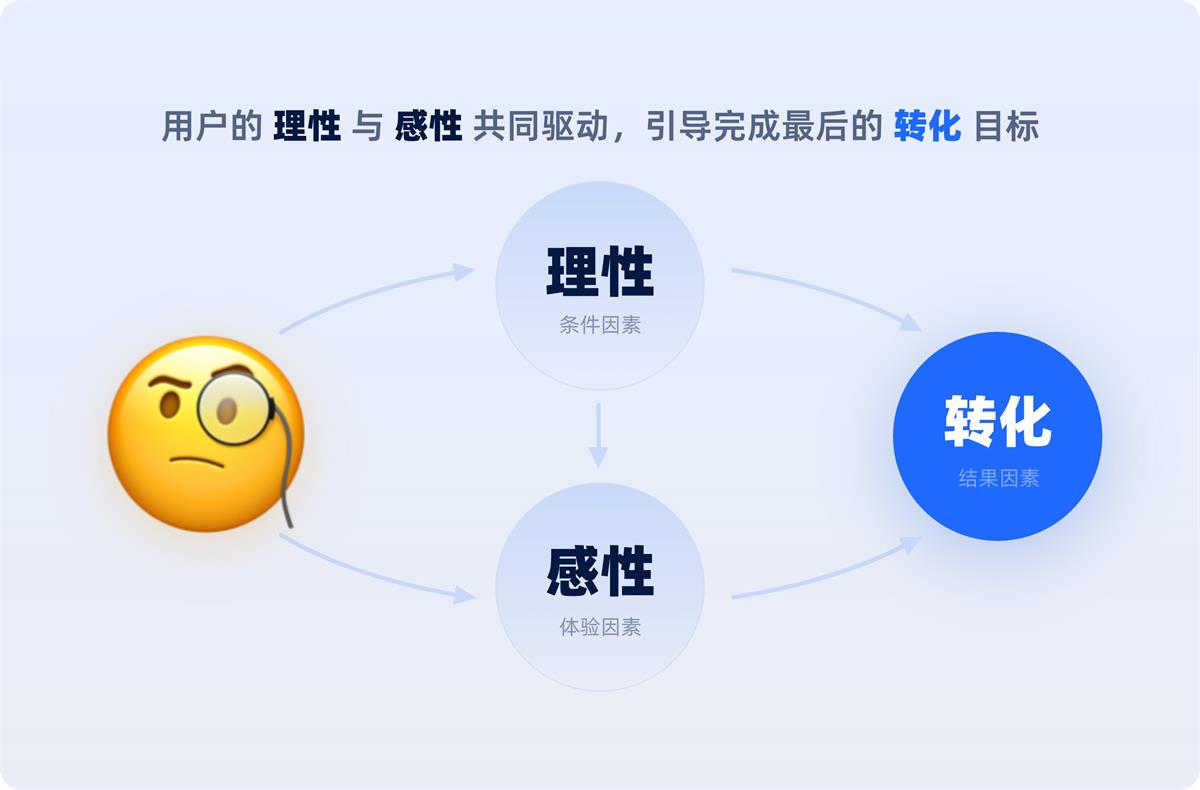 用户的 理性 与 感性 共同驱动，引导完成最后的 转化 目标
理性
条件因素
转化
结果因素
感性
体验因素